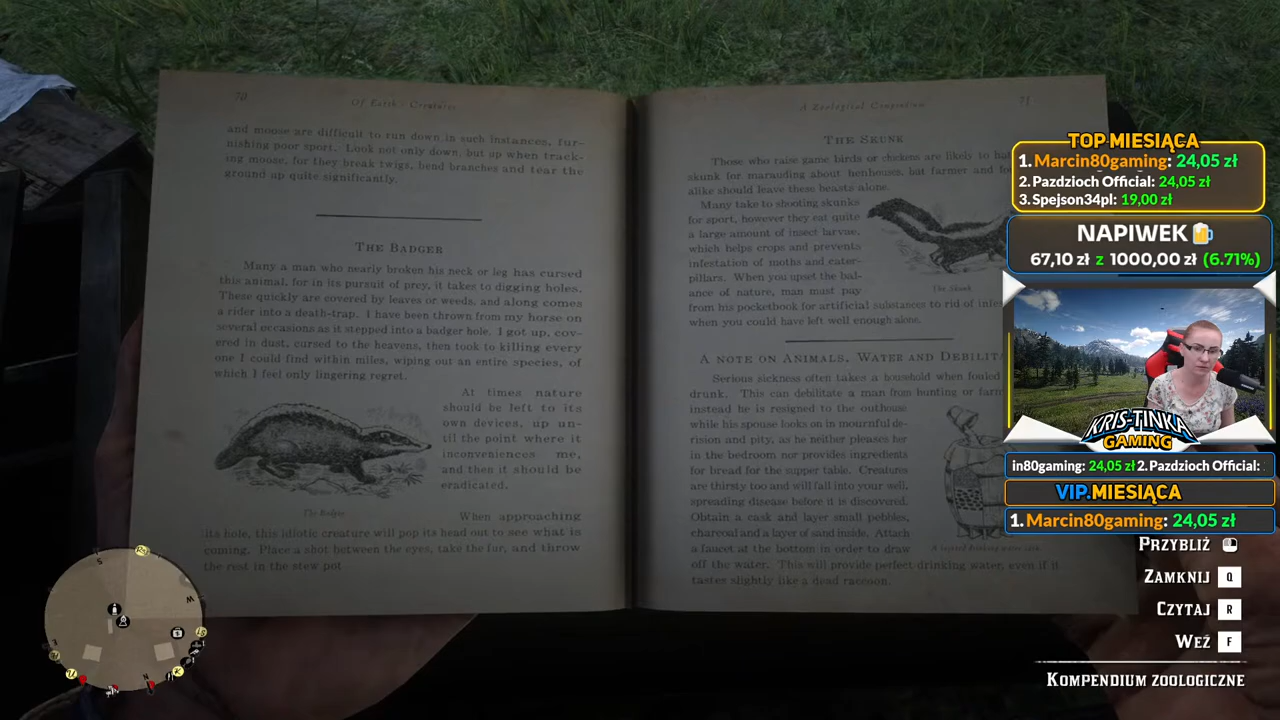 70
Of Earth's Creatures
and moose are difficult to run down in such instances, fur-
nishing poor sport. Look not only down, but up when track-
ing moose, for they break twigs, bend branches and tear the
ground up quite significantly.
THE BADGER
Many a man who nearly broken his neck or leg has cursed
this animal, for in its pursuit of prey, it takes to digging holes.
These quickly are covered by leaves or weeds, and along comes
a rider into a death-trap. I have been thrown from my horse on
several occasions as it stepped into a badger hole. I got up, cov-
ered in dust, cursed to the heavens, then took to killing every
one I could find within miles, wiping out an entire species, of
which I feel only lingering regret.
At times nature
should be left to its
own devices, up un-
til the point where it
inconveniences me,
and then it should be
eradicated.
The Badger
When approaching
its hole, this idiotic creature will pop its head out to see what is
coming. Place a shot between the eyes, take the fur, and throw
the rest in the stew pot
A Zoological Compendium
71
THE SKUNK
Those who raise game birds or chickens are likely to
skunk for marauding about henhouses, but farmer and
alike should leave these beasts alone.
Many take to shooting skunks
for sport, however they eat quite
a large amount of insect larvae,
which helps crops and prevents
infestation of moths and cater-
pillars. When you upset the bal-
ance of nature, man must pay
The Skunk
from his pocketbook for artificial substances to rid of
when you could have left well enough alone.
A NOTE ON ANIMALS, WATER AND
Serious sickness often takes a household when fouled
drunk. This can debilitate a man from hunting or
instead he is resigned to the outhouse
while his spouse looks on in mournful de-
rision and pity, as he neither pleases her
in the bedroom nor provides ingredients
for bread for the supper table. Creatures
are thirsty too and will fall into your well,
spreading disease before it is discovered.
Obtain a cask and layer small pebbles,
charcoal and a layer of sand inside. Attach
a faucet at the bottom in order to draw
off the water. This will provide perfect drinking water, even if it
tastes slightly like a dead raccoon.
TOP MIESIĄCA
1. Marcin80gaming: 24,05 zł
2. Pazdzioch Official: 24,05 zł
3. Spejson34pl: 19,00 zł
NAPIWEK
67,10 zł z 1000,00 zł (6.71%)
KRIS-TINKA
GAMING
in80gaming: 24,05 zł 2. Pazdzioch Official:
VIP.MIESIĄCA
1. Marcin80gaming: 24,05 zł
PRZYBLIŻ
ZAMKNIJ Q
CZYTAJ R
WEŹ F
KOMPENDIUM ZOOLOGICZNE